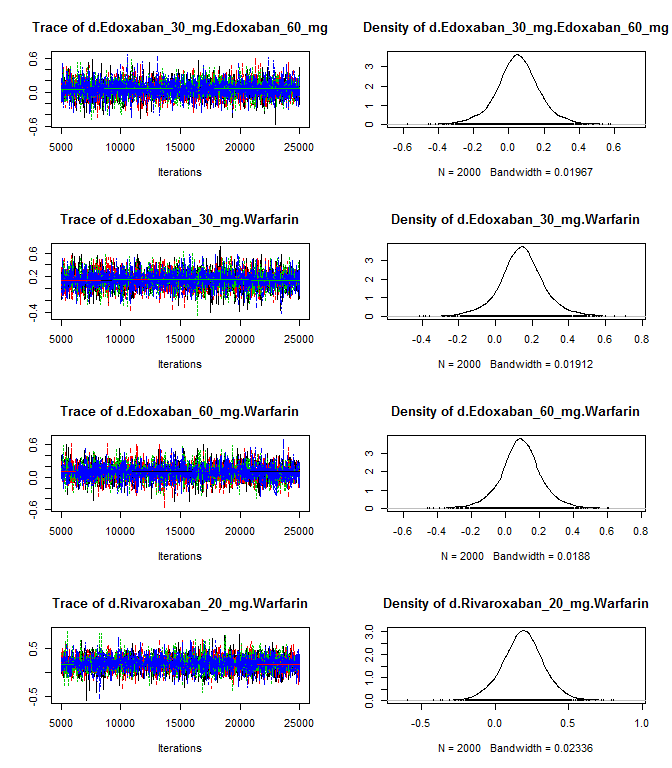 Trace of d.Edoxaban_30_mg.Edoxaban_60_mg
0.6
0.0
-0.6
5000 10000 15000 20000 25000
Iterations
Density of d.Edoxaban_30_mg.Edoxaban_60_mg
3
2
1
0
-0.6 -0.2 0.0 0.2 0.4 0.6
N = 2000 Bandwidth = 0.01967
Trace of d.Edoxaban_30_mg.Warfarin
0.6
0.2
-0.4
5000 10000 15000 20000 25000
Iterations
Density of d.Edoxaban_30_mg.Warfarin
3
2
1
0
-0.4 -0.2 0.0 0.2 0.4 0.6 0.8
N = 2000 Bandwidth = 0.01912
Trace of d.Edoxaban_60_mg.Warfarin
0.6
0.0
-0.6
5000 10000 15000 20000 25000
Iterations
Density of d.Edoxaban_60_mg.Warfarin
3
2
1
0
-0.6 -0.4 -0.2 0.0 0.2 0.4 0.6 0.8
N = 2000 Bandwidth = 0.0188
Trace of d.Rivaroxaban_20_mg.Warfarin
0.5
-0.5
5000 10000 15000 20000 25000
Iterations
Density of d.Rivaroxaban_20_mg.Warfarin
3.0
2.0
1.0
0.0
-0.5 0.0 0.5 1.0
N = 2000 Bandwidth = 0.02336